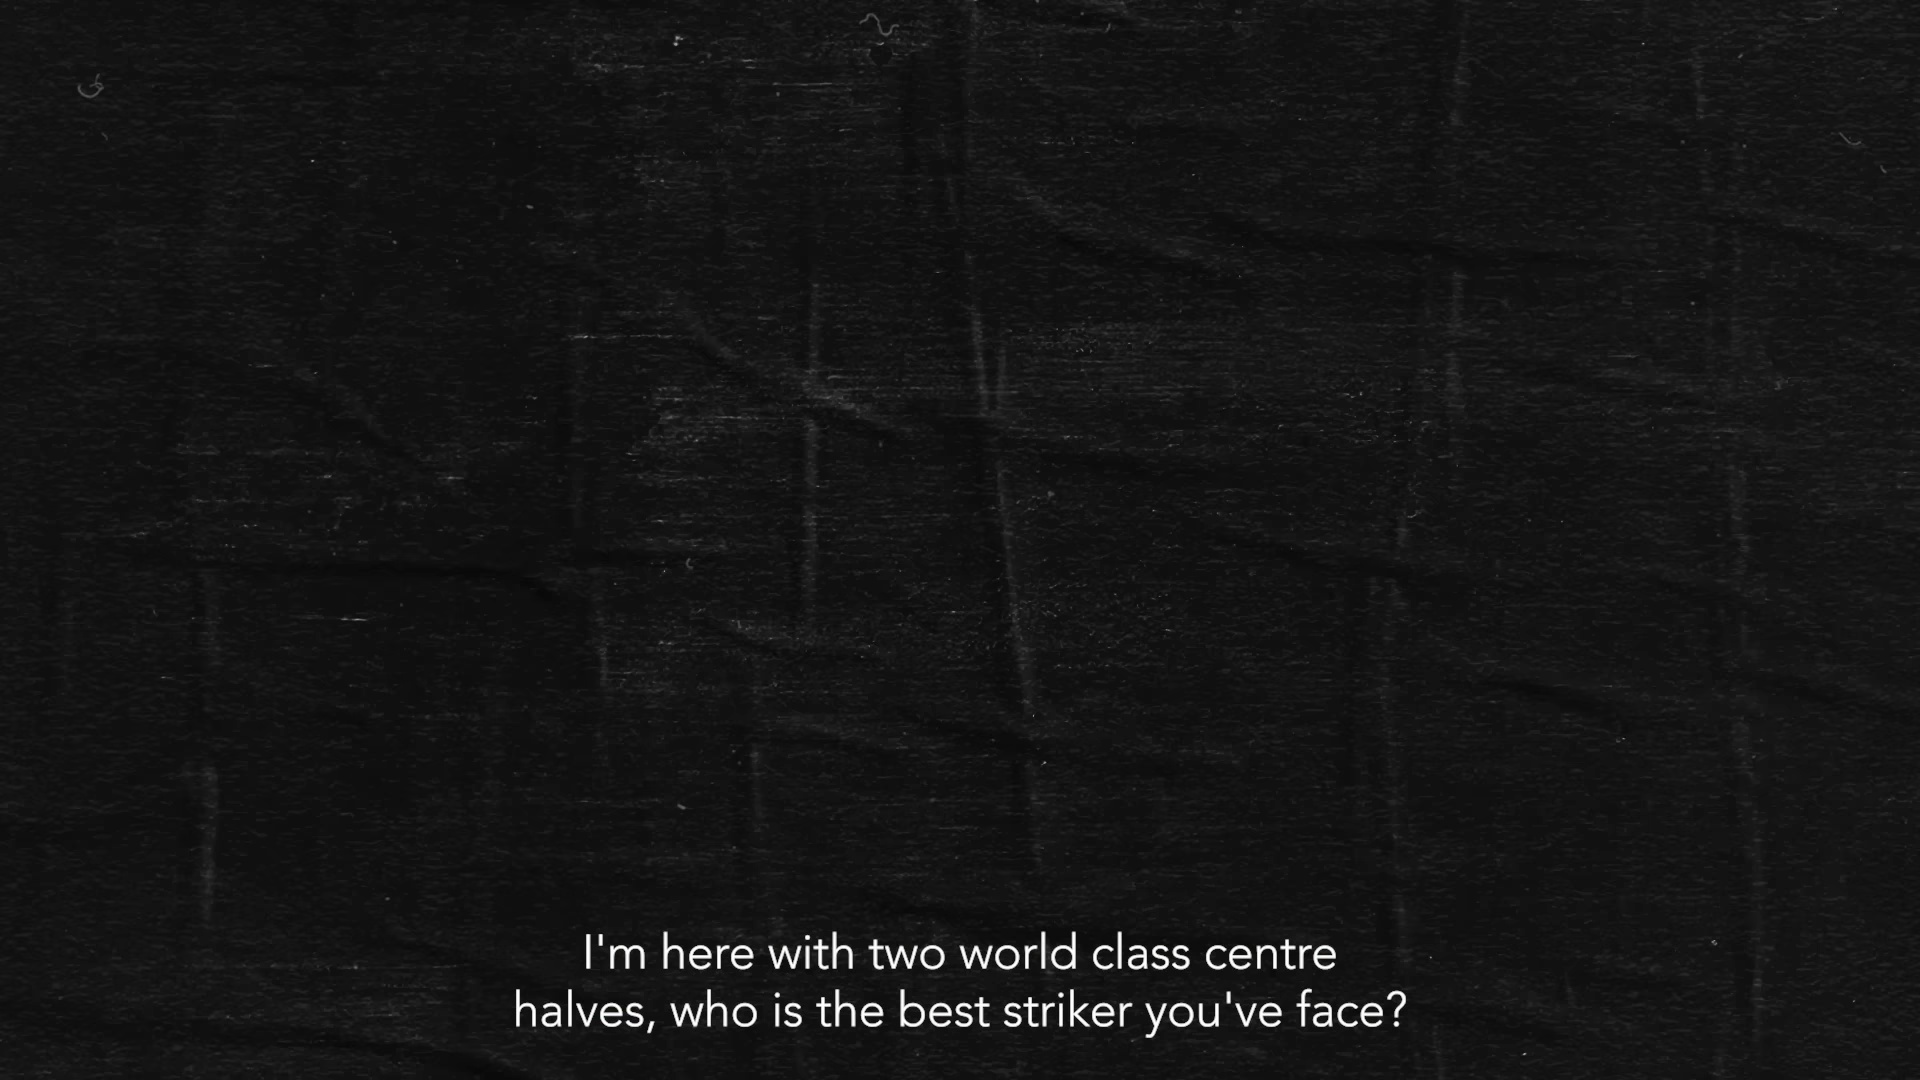 I'm here with two world class centre
halves, who is the best striker you've face?